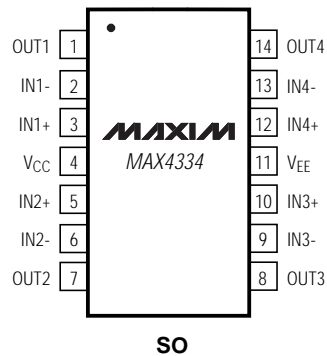 OUT1 1 14 OUT4
IN1- 2 13 IN4-
IN1+ 3 12 IN4+
MAXIM
VCC 4 MAX4334 11 VEE
IN2+ 5 10 IN3+
IN2- 6 9 IN3-
OUT2 7 8 OUT3
SO